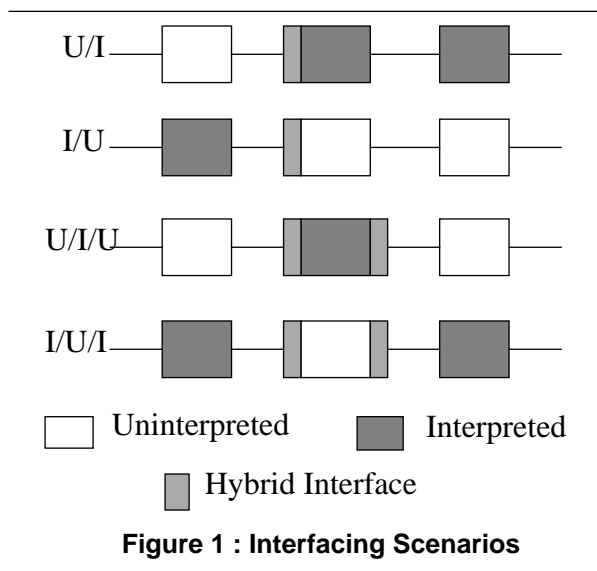 U/I
I/U
U/I/U
I/U/I
Uninterpreted
Interpreted
Hybrid Interface
Figure 1 : Interfacing Scenarios